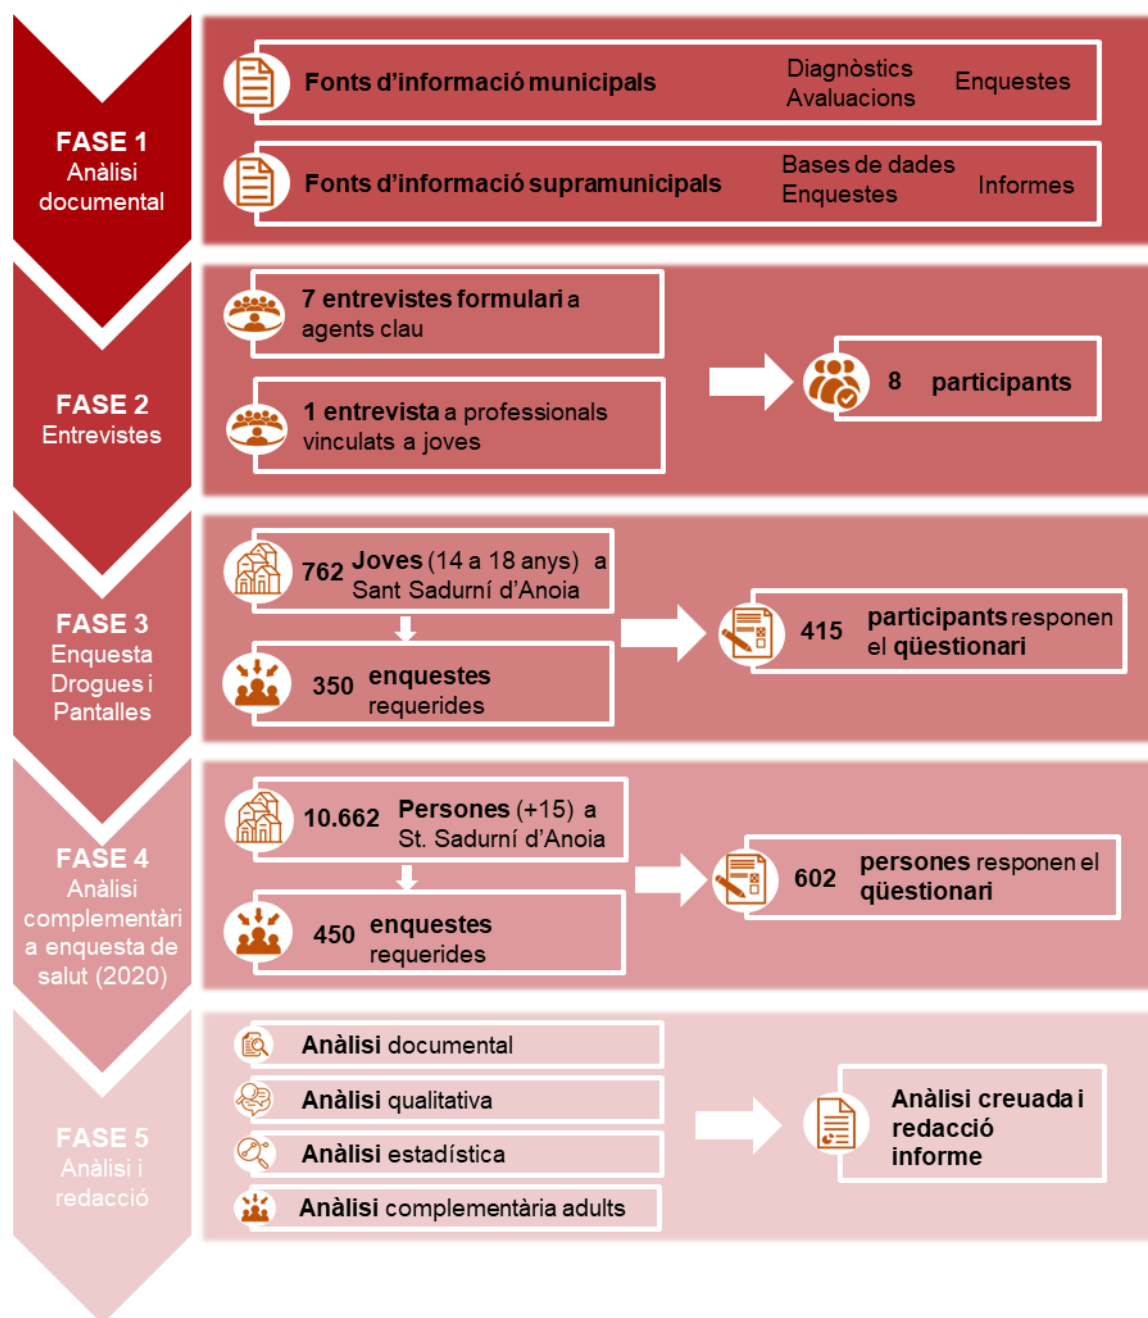 FASE 1
Anàlisi
documental
Fonts d’informació municipals
Diagnòstics
Avaluacions
Enquestes
Fonts d’informació supramunicipals
Bases de dades
Enquestes
Informes
FASE 2
Entrevistes
7 entrevistes formulari a
agents clau
1 entrevista a professionals
vinculats a joves
8 participants
FASE 3
Enquesta
Drogues i
Pantalles
762 Joves (14 a 18 anys) a
Sant Sadurní d’Anoia
350 enquestes
requerides
415 participants responen
el qüestionari
FASE 4
Anàlisi
complementàri
a enquesta de
salut (2020)
10.662 Persones (+15) a
St. Sadurní d’Anoia
450 enquestes
requerides
602 persones responen el
qüestionari
FASE 5
Anàlisi i
redacció
Anàlisi documental
Anàlisi qualitativa
Anàlisi estadística
Anàlisi complementària adults
Anàlisi creuada i
redacció
informe